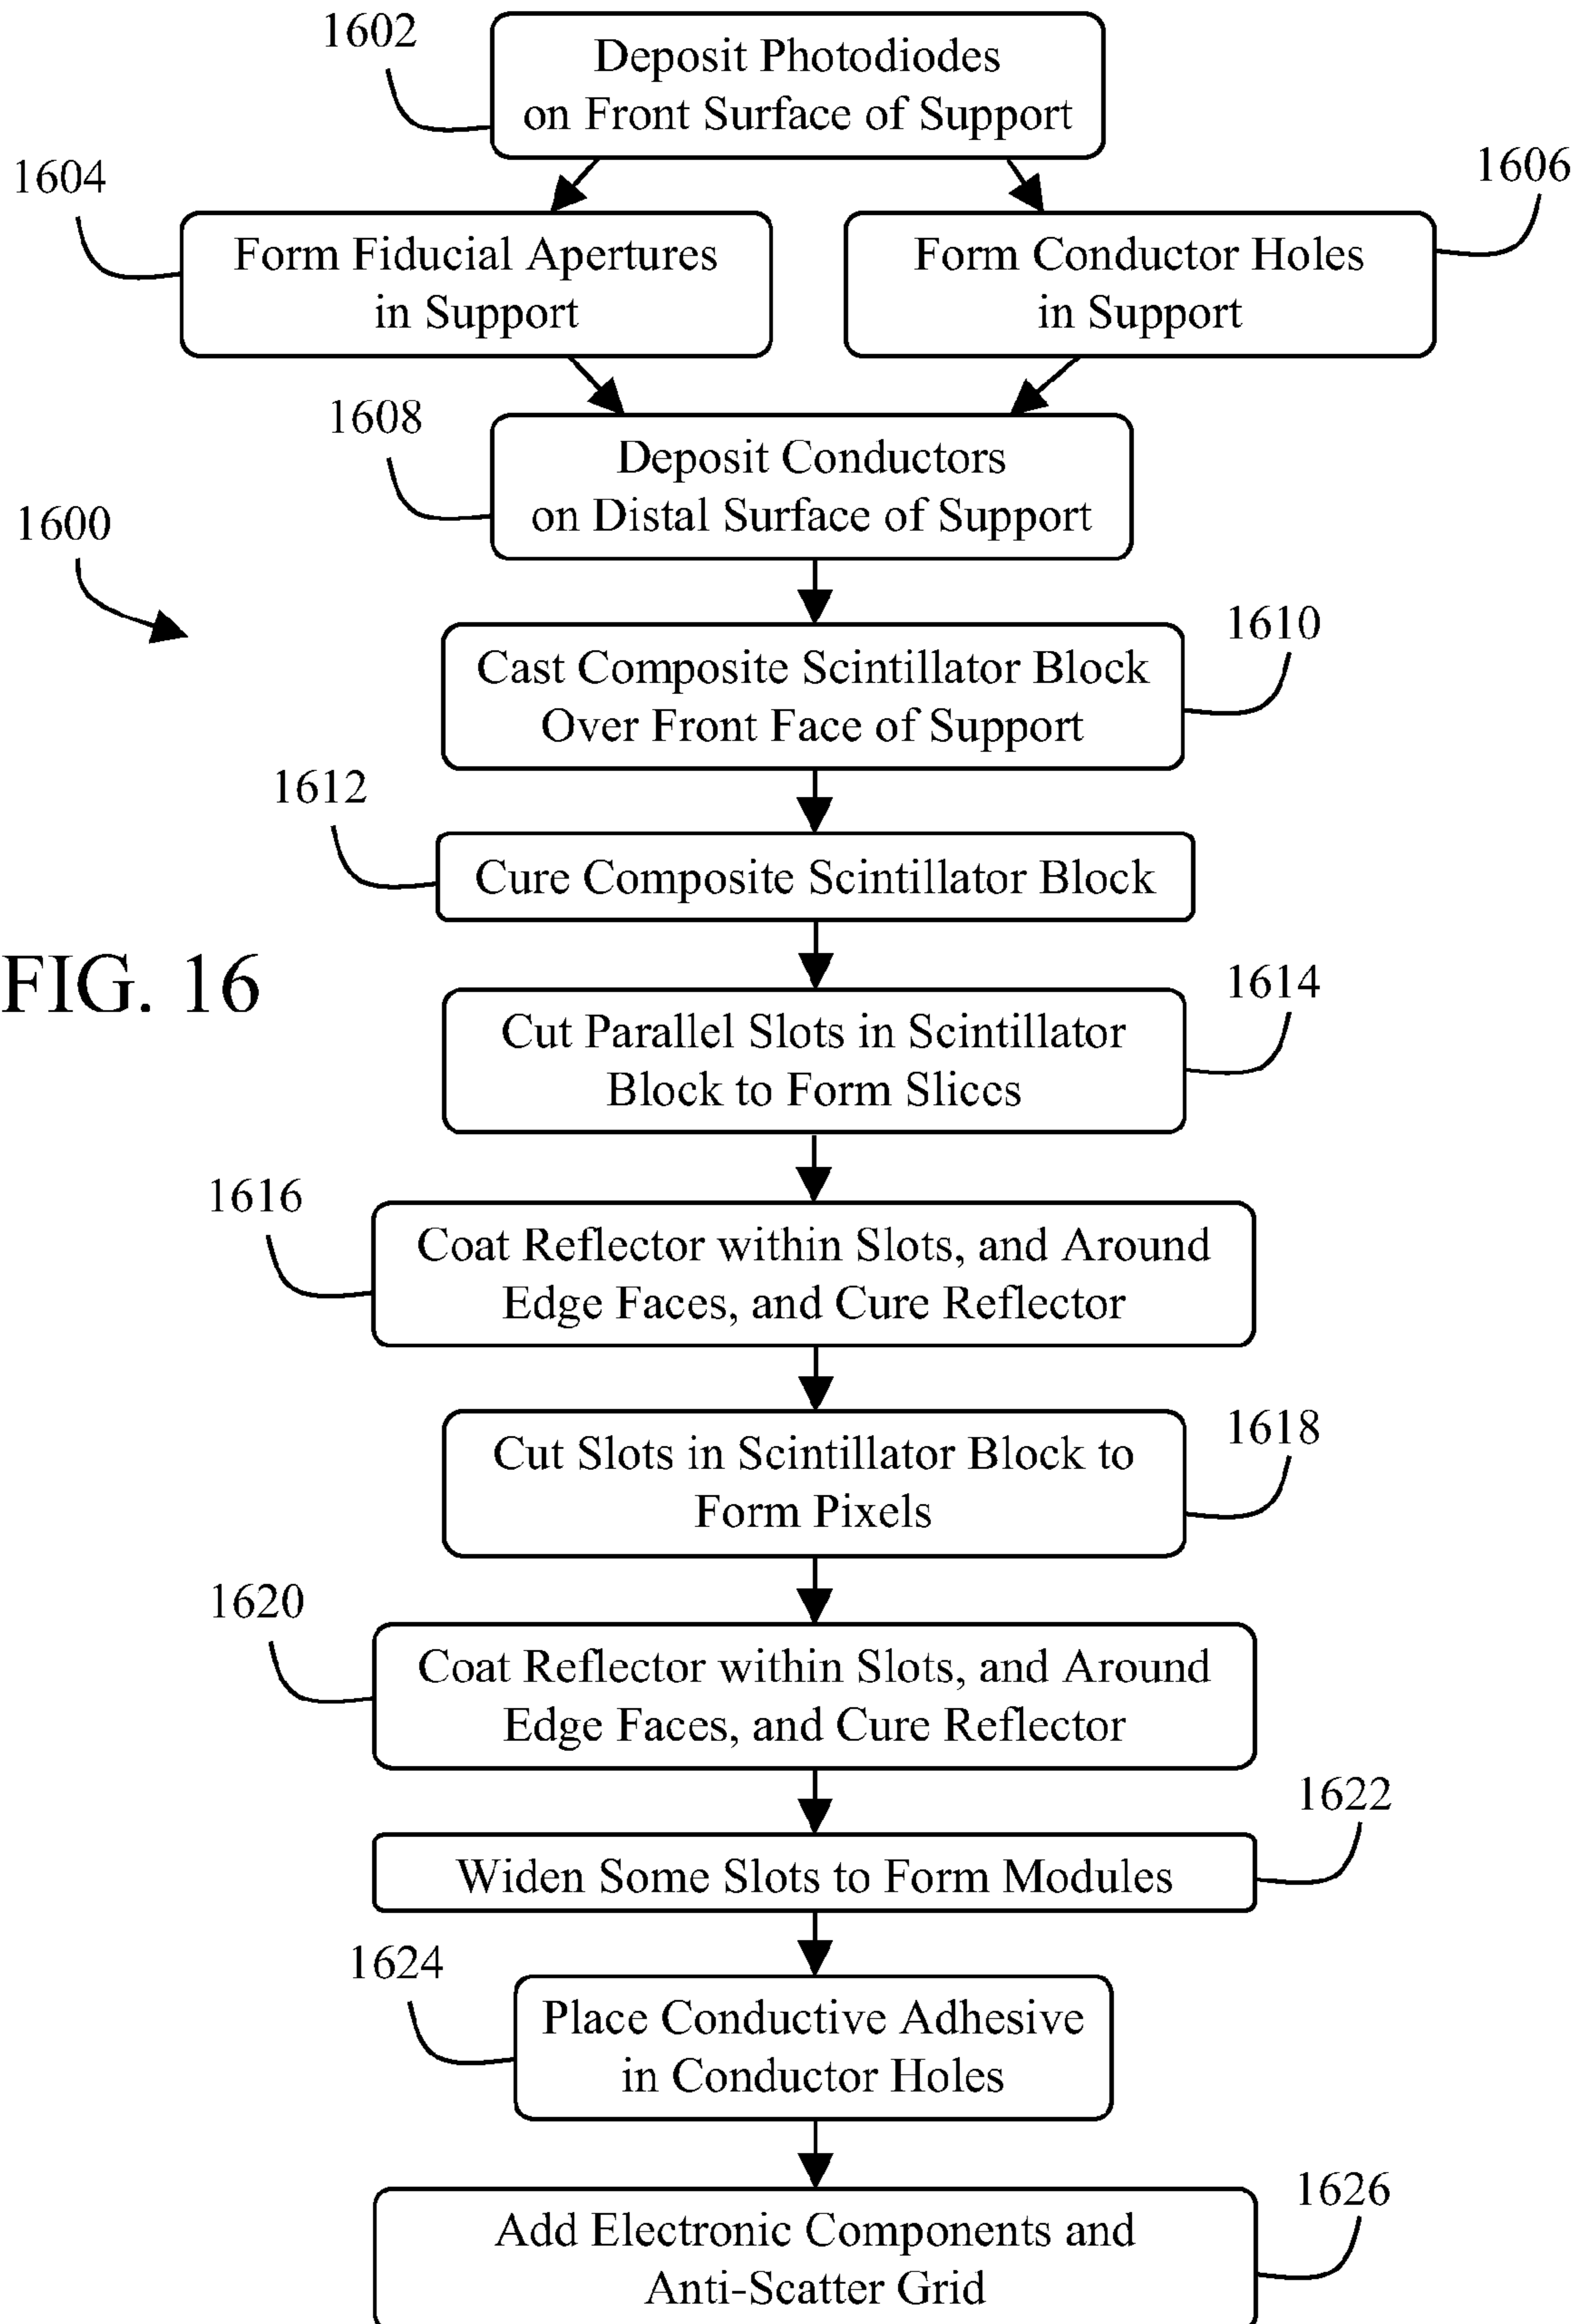 1602
Deposit Photodiodes
on Front Surface of Support
1604
1606
Form Fiducial Apertures
in Support
Form Conductor Holes
in Support
1608
Deposit Conductors
on Distal Surface of Support
1600
1610
Cast Composite Scintillator Block
Over Front Face of Support
1612
Cure Composite Scintillator Block
FIG. 16
1614
Cut Parallel Slots in Scintillator
Block to Form Slices
1616
Coat Reflector within Slots, and Around
Edge Faces, and Cure Reflector
1618
Cut Slots in Scintillator Block to
Form Pixels
1620
Coat Reflector within Slots, and Around
Edge Faces, and Cure Reflector
1622
Widen Some Slots to Form Modules
1624
Place Conductive Adhesive
in Conductor Holes
1626
Add Electronic Components and
Anti-Scatter Grid